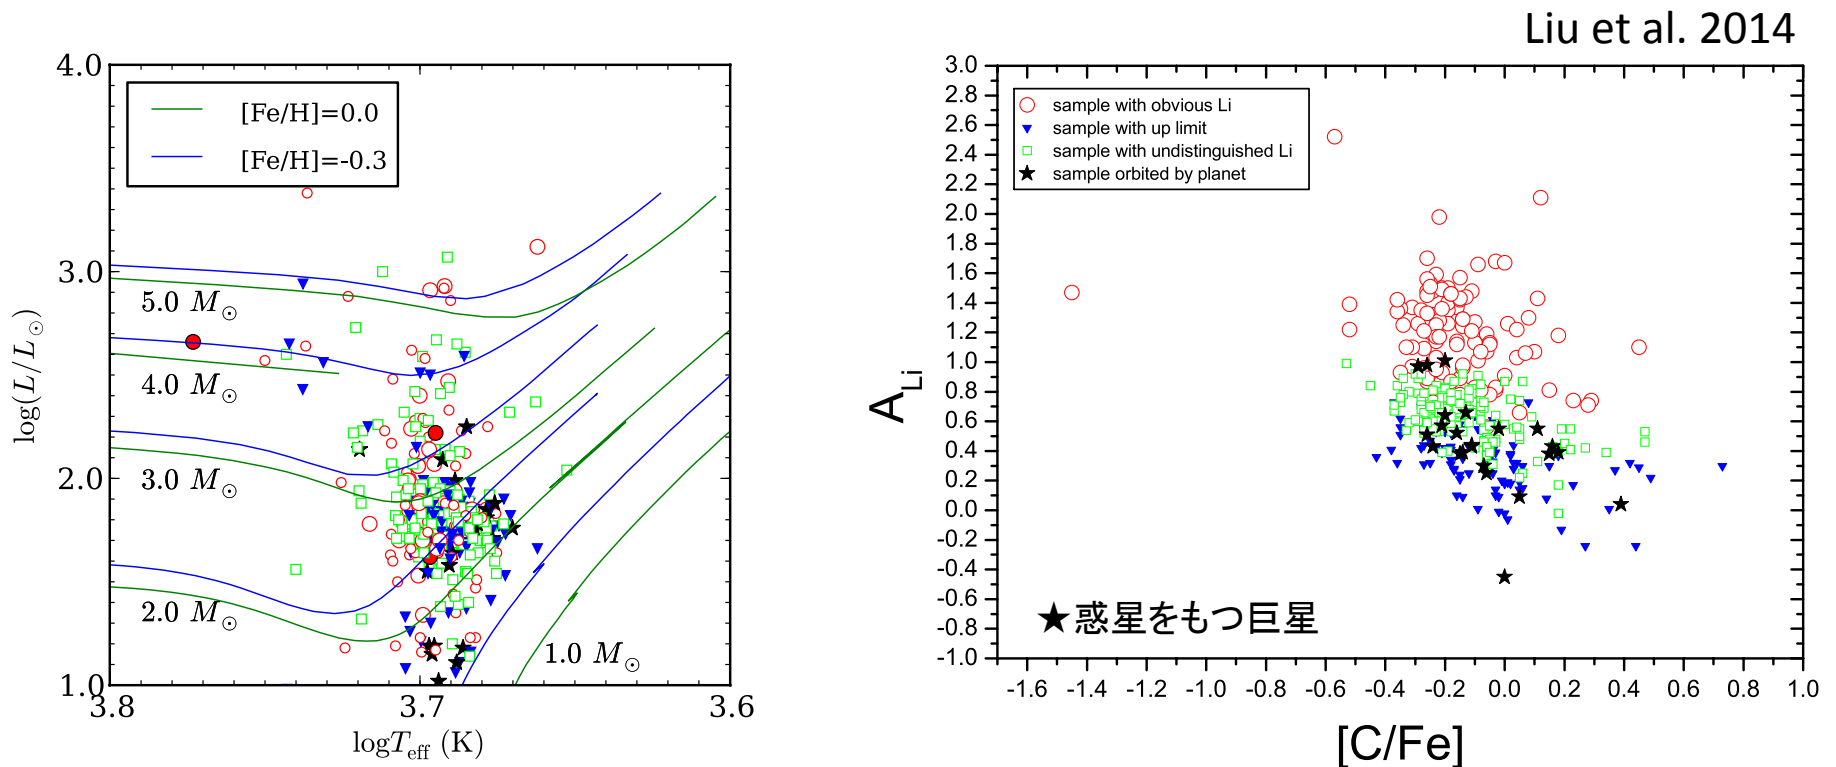 Liu et al. 2014
4.0
3.0
2.0
1.0
[Fe/H]=0.0
[Fe/H]=-0.3
5.0 M⊙
4.0 M⊙
3.0 M⊙
2.0 M⊙
1.0 M⊙
3.8 3.7 3.6
log(L/L⊙)
logTeff (K)
3.0
2.8
2.6
2.4
2.2
2.0
1.8
1.6
1.4
1.2
1.0
0.8
0.6
0.4
0.2
0.0
-0.2
-0.4
-0.6
-0.8
-1.0
sample with obvious Li
sample with up limit
sample with undistinguished Li
sample orbited by planet
ALi
★惑星をもつ巨星
-1.6 -1.4 -1.2 -1.0 -0.8 -0.6 -0.4 -0.2 0.0 0.2 0.4 0.6 0.8 1.0
[C/Fe]